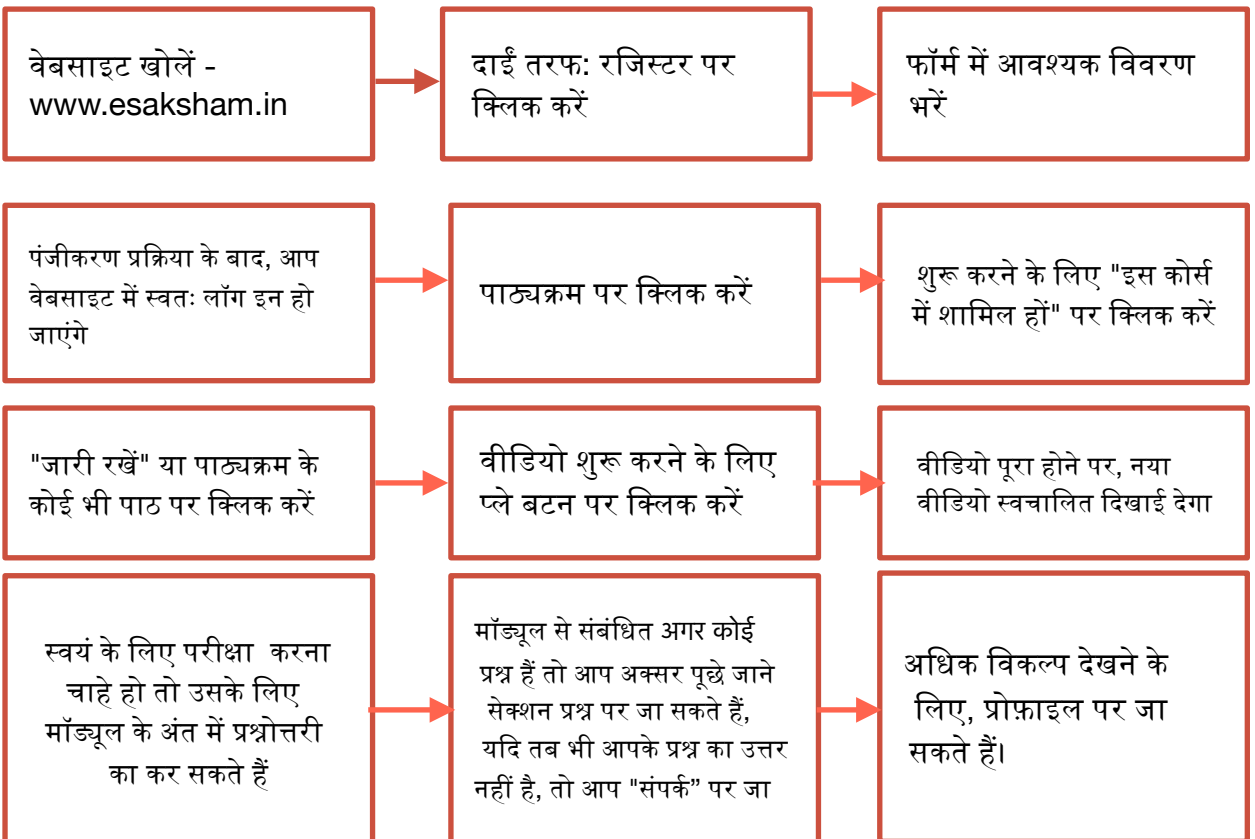 वेबसाइट खोलें -
www.esaksham.in
दाईं तरफ: रजिस्टर पर
क्लिक करें
फॉर्म में आवश्यक विवरण
भरें
पंजीकरण प्रक्रिया के बाद, आप
वेबसाइट में स्वतः लॉग इन हो
जाएंगे
पाठ्यक्रम पर क्लिक करें
शुरू करने के लिए "इस कोर्स
में शामिल हों" पर क्लिक करें
"जारी रखें" या पाठ्यक्रम के
कोई भी पाठ पर क्लिक करें
वीडियो शुरू करने के लिए
प्ले बटन पर क्लिक करें
वीडियो पूरा होने पर, नया
वीडियो स्वचालित दिखाई देगा
स्वयं के लिए परीक्षा करना
चाहे हो तो उसके लिए
मॉड्यूल के अंत में प्रश्नोत्तरी
का कर सकते हैं
मॉड्यूल से संबंधित अगर कोई
प्रश्न हैं तो आप अक्सर पूछे जाने
सेक्शन प्रश्न पर जा सकते हैं,
यदि तब भी आपके प्रश्न का उत्तर
नहीं है, तो आप "संपर्क” पर जा
अधिक विकल्प देखने के
लिए, प्रोफ़ाइल पर जा
सकते हैं।